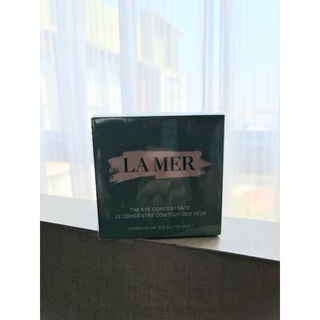 LA MER
THE EYE CONCENTRATE
LE CONCENTRÉ CONTOUR DES YEUX